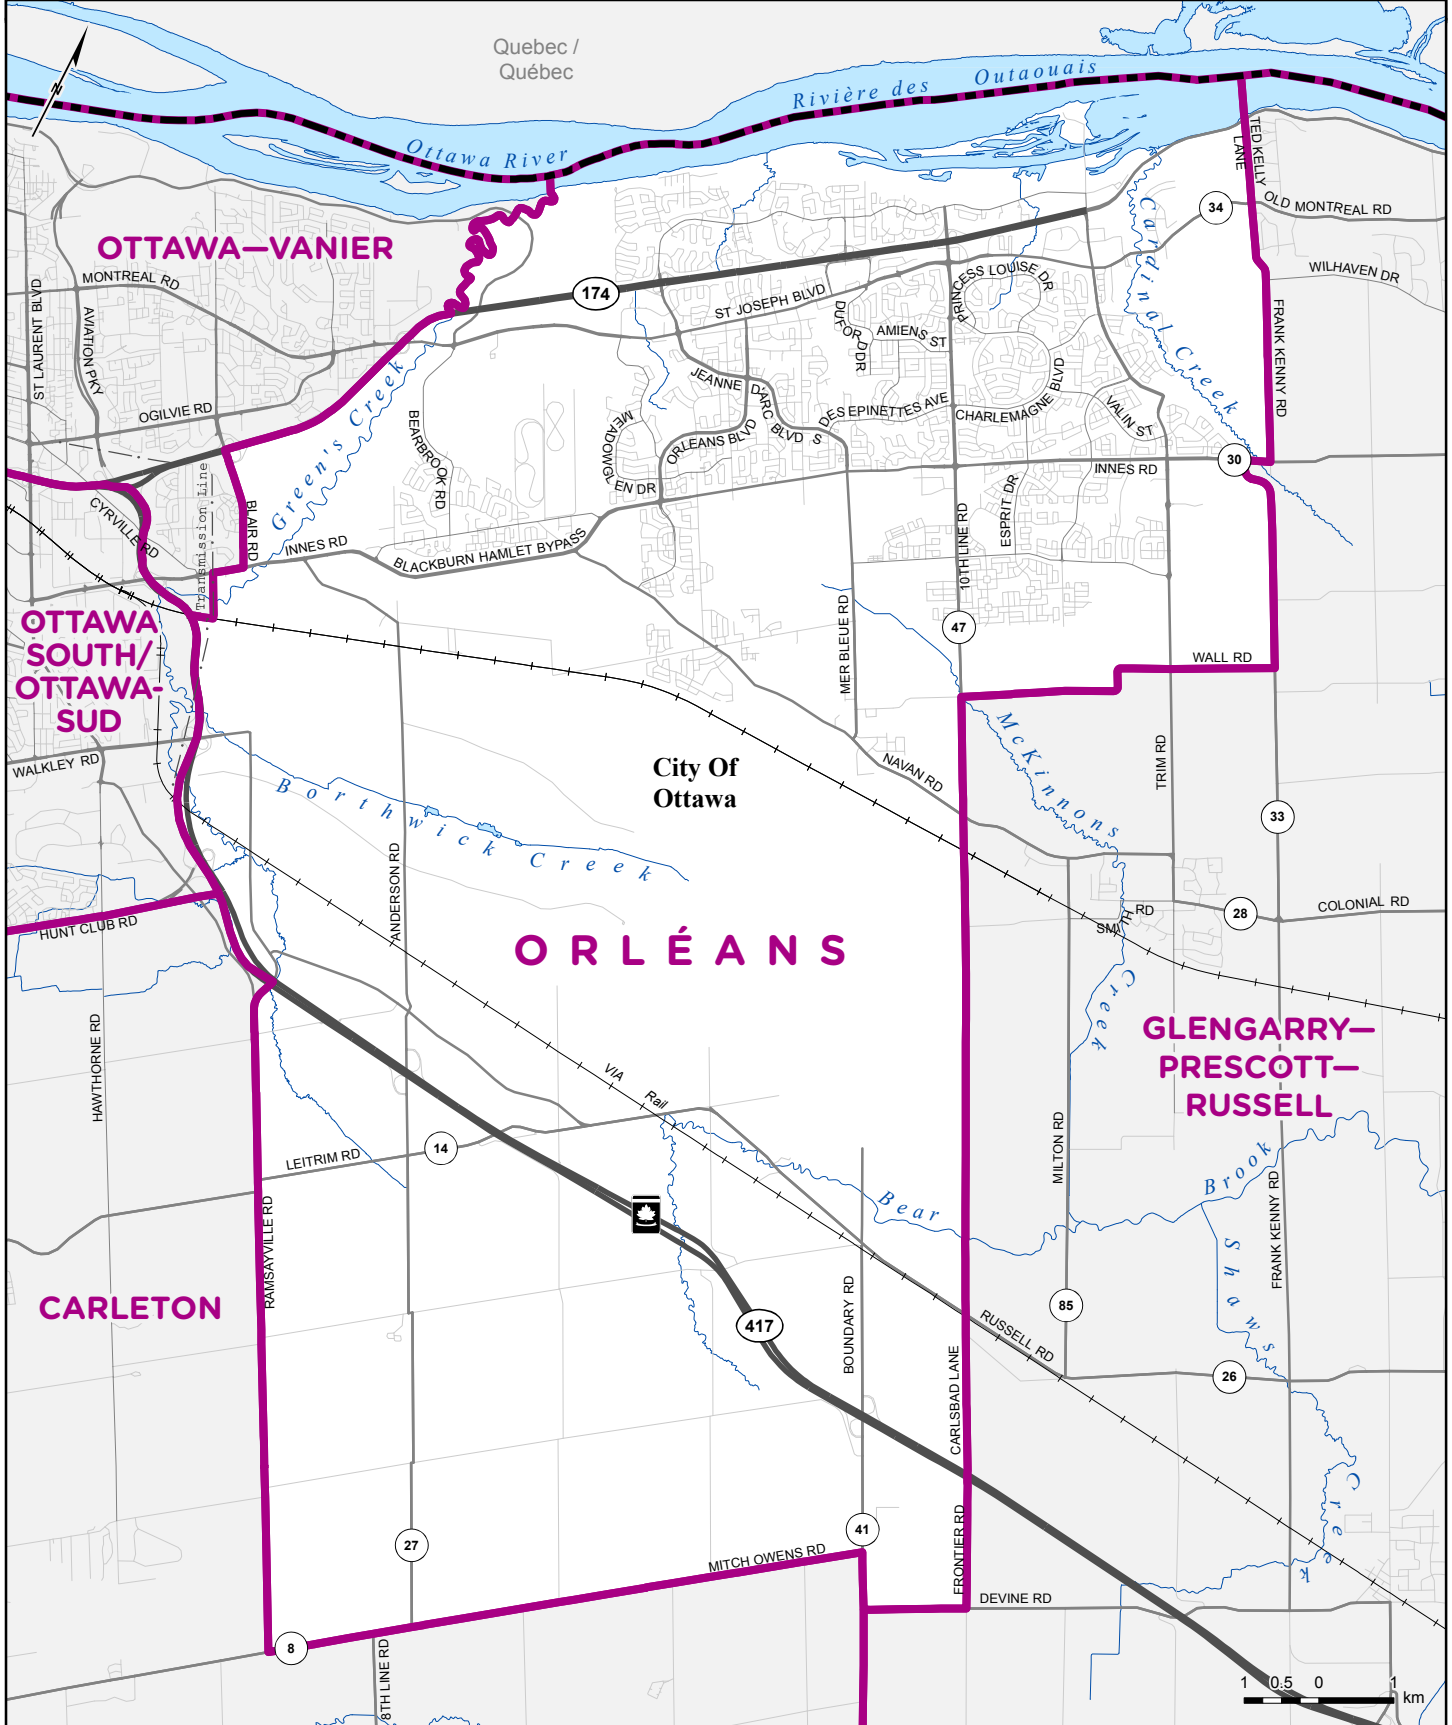 Quebec /
Québec
N
Rivière des Outaouais
Ottawa River
TED KELLY
LANE
OTTAWA—VANIER
34
OLD MONTREAL RD
MONTREAL RD
WILHAVEN DR
174
ST JOSEPH BLVD
PRINCESS LOUISE DR
Cardinal Creek
ST LAURENT BLVD
AVIATION PKY
DUFORD DR
AMIENS ST
FRANK KENNY RD
JEANNE D'ARC BLVD S
OGILVIE RD
Green's Creek
BEARBROOK RD
MEADOWGLEN DR
ORLEANS BLVD
DES EPINETTES AVE
CHARLEMAGNE BLVD
VALIN ST
30
INNES RD
Transmission Line
BLAIR RD
CYRVILLE RD
INNES RD
BLACKBURN HAMLET BYPASS
10TH LINE RD
ESPRIT DR
OTTAWA
SOUTH/
OTTAWA-
SUD
47
MER BLEUE RD
WALL RD
WALKLEY RD
City Of
Ottawa
NAVAN RD
McKinnons
TRIM RD
Borthwick Creek
33
ANDERSON RD
HUNT CLUB RD
ORLÉANS
SMITH RD
28
COLONIAL RD
Creek
HAWTHORNE RD
GLENGARRY—
PRESCOTT—
RUSSELL
VIA Rail
MILTON RD
LEITRIM RD
14
Bear
Brook
RAMSAYVILLE RD
FRANK KENNY RD
Shaws
CARLETON
417
BOUNDARY RD
85
RUSSELL RD
CARLSBAD LANE
26
Creek
27
41
FRONTIER RD
MITCH OWENS RD
DEVINE RD
8
8TH LINE RD
1 0.5 0 1
km